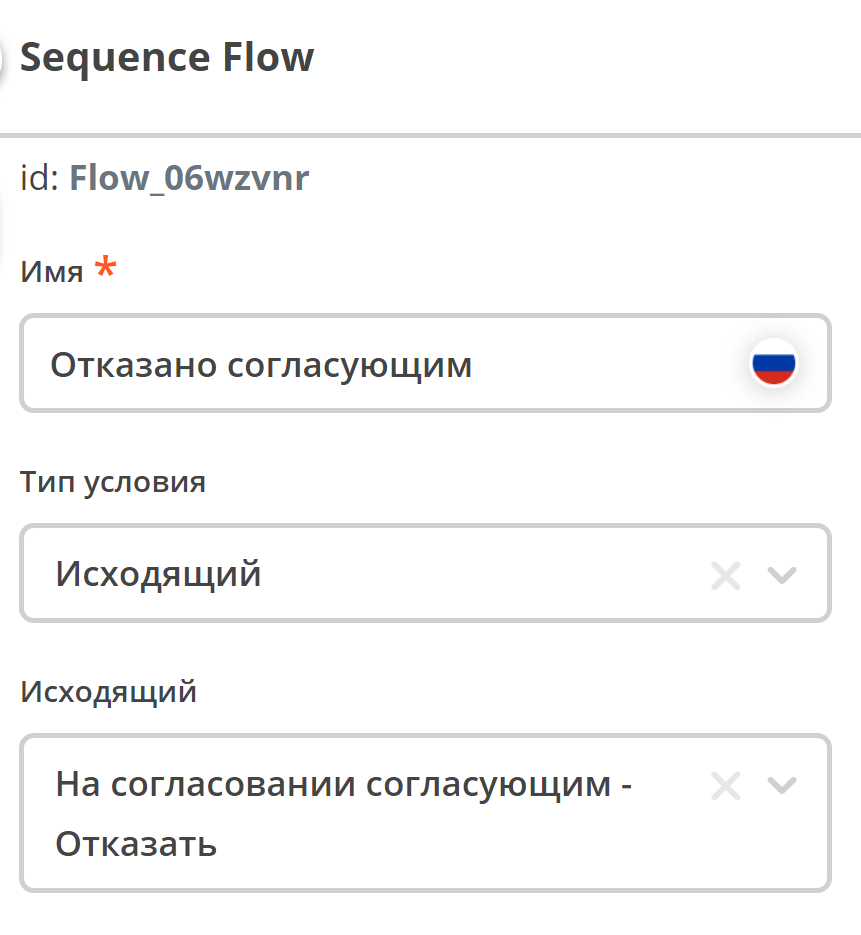 Sequence Flow
id: Flow_06wzvnr
Имя *
Отказано согласующим
Тип условия
Исходящий
Исходящий
На согласовании согласующим -
Отказать